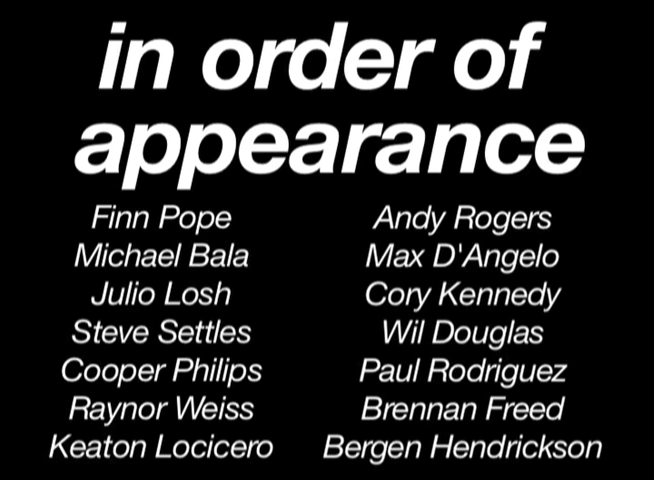 in order of
appearance
Finn Pope
Michael Bala
Julio Losh
Steve Settles
Cooper Philips
Raynor Weiss
Keaton Locicero
Andy Rogers
Max D'Angelo
Cory Kennedy
Wil Douglas
Paul Rodriguez
Brennan Freed
Bergen Hendrickson